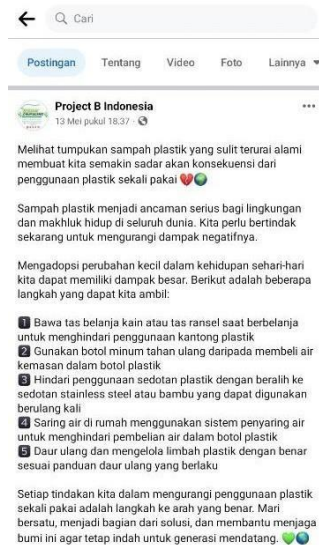 Cari
Postingan Tentang Video Foto Lainnya
Project B Indonesia
13 Mei pukul 18.37
Melihat tumpukan sampah plastik yang sulit terurai alami
membuat kita semakin sadar akan konsekuensi dari
penggunaan plastik sekali pakai 💔🌍
Sampah plastik menjadi ancaman serius bagi lingkungan
dan makhluk hidup di seluruh dunia. Kita perlu bertindak
sekarang untuk mengurangi dampak negatifnya.
Mengadopsi perubahan kecil dalam kehidupan sehari-hari
kita dapat memiliki dampak besar. Berikut adalah beberapa
langkah yang dapat kita ambil:
1️⃣ Bawa tas belanja kain atau tas ransel saat berbelanja
untuk menghindari penggunaan kantong plastik
2️⃣ Gunakan botol minum tahan ulang daripada membeli air
kemasan dalam botol plastik
3️⃣ Hindari penggunaan sedotan plastik dengan beralih ke
sedotan stainless steel atau bambu yang dapat digunakan
berulang kali
4️⃣ Saring air di rumah menggunakan sistem penyaring air
untuk menghindari pembelian air dalam botol plastik
5️⃣ Daur ulang dan mengelola limbah plastik dengan benar
sesuai panduan daur ulang yang berlaku
Setiap tindakan kita dalam mengurangi penggunaan plastik
sekali pakai adalah langkah ke arah yang benar. Mari
bersatu, menjadi bagian dari solusi, dan membantu menjaga
bumi ini agar tetap indah untuk generasi mendatang. 💚🌍